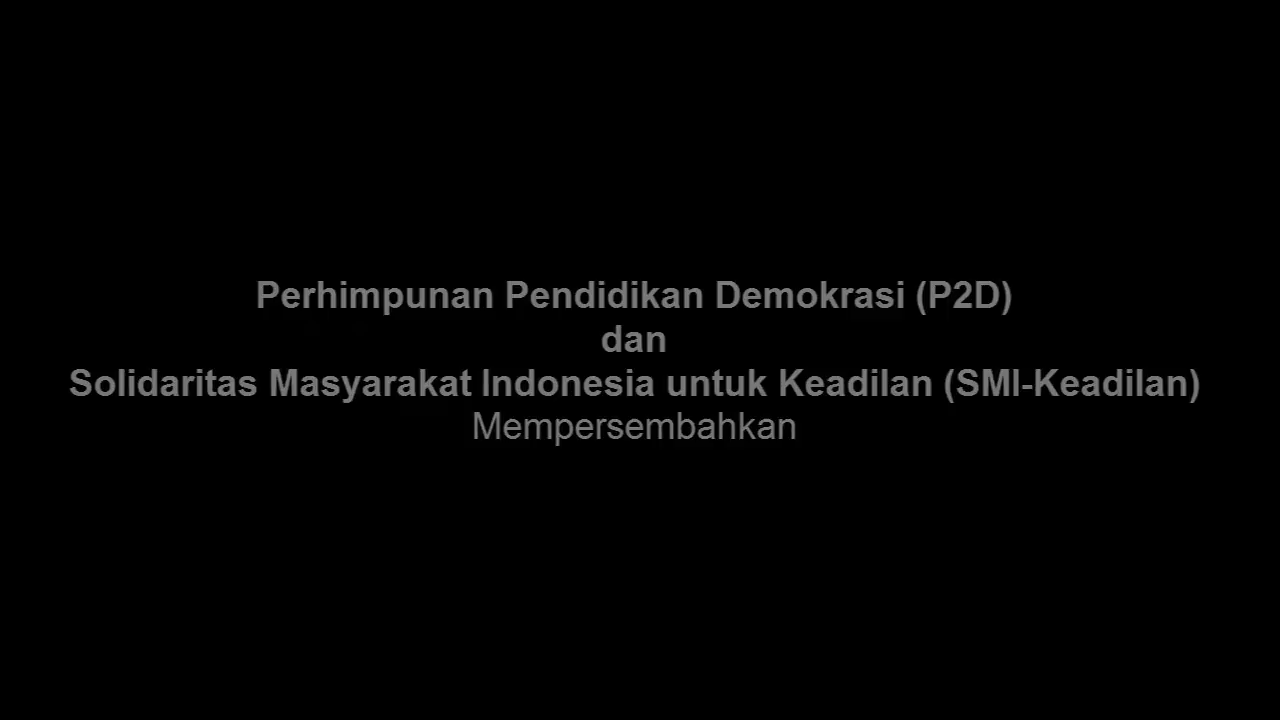 Perhimpunan Pendidikan Demokrasi (P2D)
dan
Solidaritas Masyarakat Indonesia untuk Keadilan (SMI-Keadilan)
Mempersembahkan